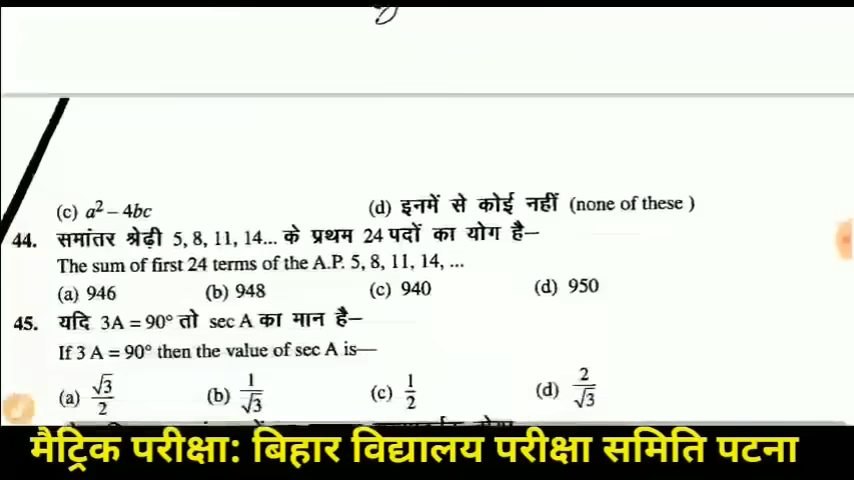 (c) a² – 4bc (d) इनमें से कोई नहीं (none of these )
44. समांतर श्रेढ़ी 5, 8, 11, 14... के प्रथम 24 पदों का योग है—
The sum of first 24 terms of the A.P. 5, 8, 11, 14, ...
(a) 946 (b) 948 (c) 940 (d) 950
45. यदि 3A = 90° तो sec A का मान है—
If 3 A = 90° then the value of sec A is—
(a) √3/2 (b) 1/√3 (c) 1/2 (d) 2/√3
मैट्रिक परीक्षा: बिहार विद्यालय परीक्षा समिति पटना